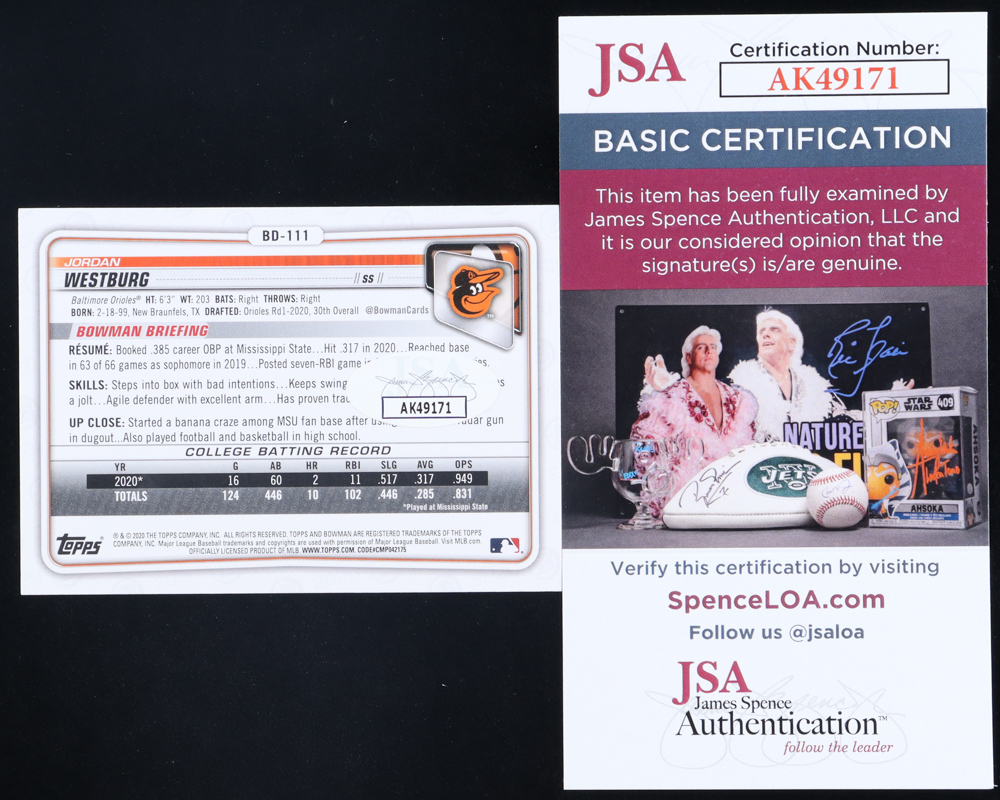 BD-111
JORDAN
WESTBURG // SS //
Baltimore Orioles® HT: 6'3" WT: 203 BATS: Right THROWS: Right
BORN: 2-18-99, New Braunfels, TX DRAFTED: Orioles Rd1-2020, 30th Overall @BowmanCards
BOWMAN BRIEFING
RÉSUMÉ: Booked .385 career OBP at Mississippi State...Hit .317 in 2020...Reached base
in 63 of 66 games as sophomore in 2019...Posted seven-RBI game
SKILLS: Steps into box with bad intentions...Keeps swing
a jolt...Agile defender with excellent arm...Has proven
AK49171
UP CLOSE: Started a banana craze among MSU fan base after gun
in dugout...Also played football and basketball in high school.
COLLEGE BATTING RECORD
YR G AB HR RBI SLG AVG OPS
2020* 16 60 2 11 .517 .317 .949
TOTALS 124 446 10 102 .446 .285 .831
*Played at Mississippi State
TOPPS
® & © 2020 THE TOPPS COMPANY, INC. ALL RIGHTS RESERVED. TOPPS AND BOWMAN ARE REGISTERED TRADEMARKS OF THE TOPPS
COMPANY, INC. Major League Baseball trademarks and copyrights are used with permission of Major League Baseball. Visit MLB.com.
OFFICIALLY LICENSED PRODUCT OF MLB. WWW.TOPPS.COM. CODE#CMP042175
JSA
Certification Number:
AK49171
BASIC CERTIFICATION
This item has been fully examined by
James Spence Authentication, LLC and
it is our considered opinion that the
signature(s) is/are genuine.
NATURE
JETS
POP!
STAR WARS
409
AHSOKA
AHSOKA
Verify this certification by visiting
SpenceLOA.com
Follow us @jsaloa
JSA
James Spence
Authentication™
follow the leader